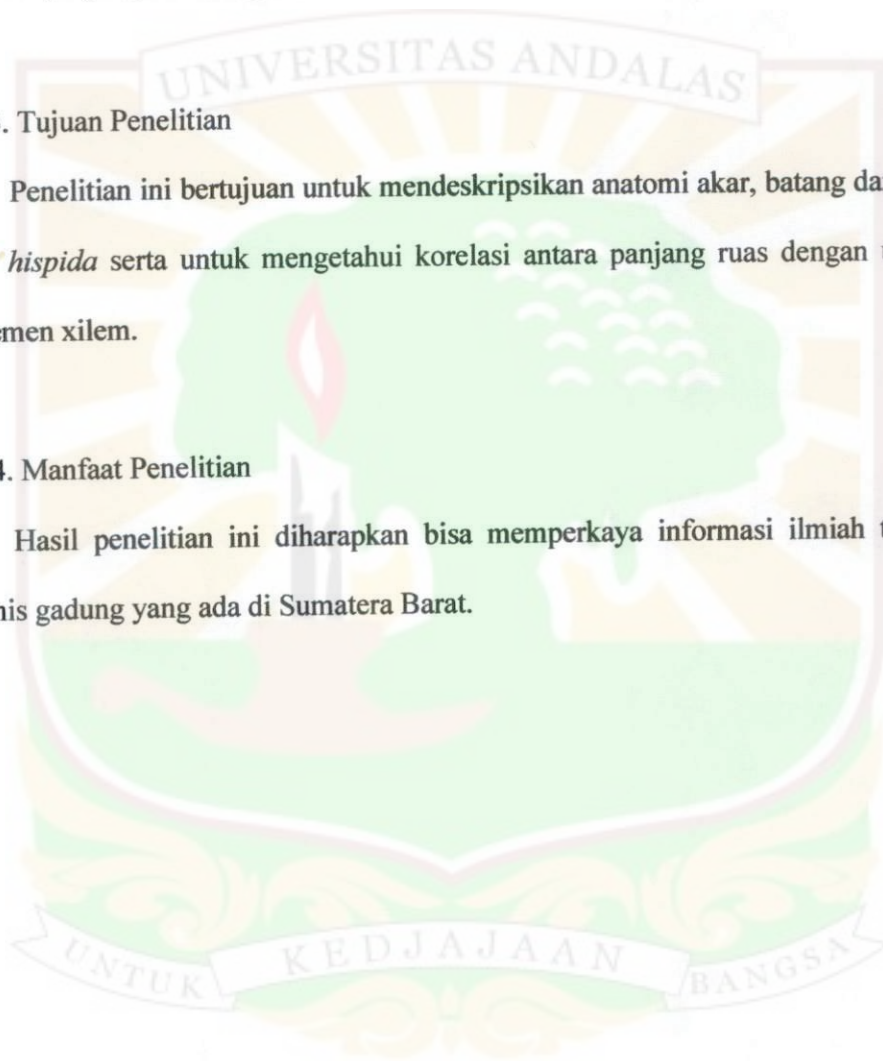 UNIVERSITAS ANDALAS
. Tujuan Penelitian
Penelitian ini bertujuan untuk mendeskripsikan anatomi akar, batang da
hispida serta untuk mengetahui korelasi antara panjang ruas dengan
men xilem.
4. Manfaat Penelitian
Hasil penelitian ini diharapkan bisa memperkaya informasi ilmiah
nis gadung yang ada di Sumatera Barat.
UNTUK KEDJAJAAN BANGSA